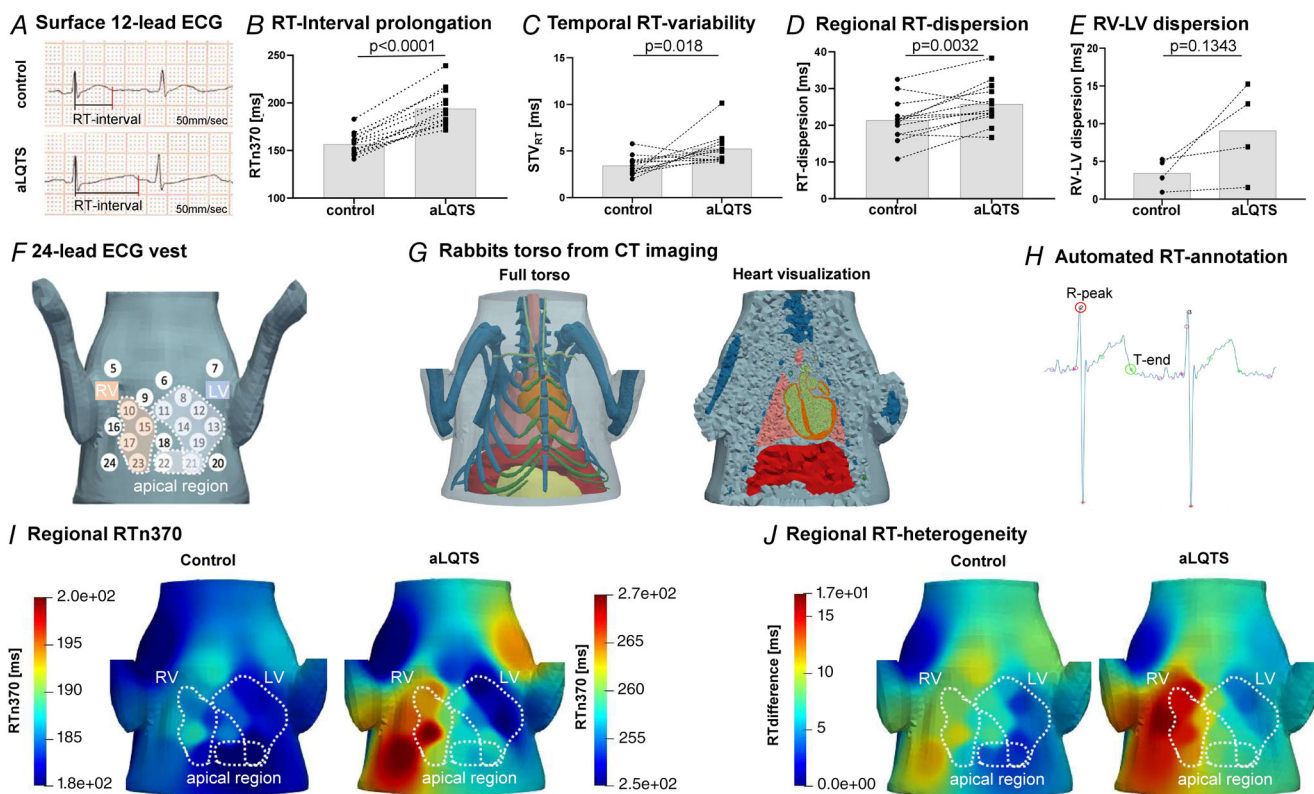 A Surface 12-lead ECG
control
RT-interval
50mm/sec
aLQTS
RT-interval
50mm/sec
B RT-Interval prolongation
p<0.0001
RTn370 [ms]
250
200
150
100
control aLQTS
C Temporal RT-variability
p=0.018
STVRT [ms]
15
10
5
0
control aLQTS
D Regional RT-dispersion
p=0.0032
RT-dispersion [ms]
40
30
20
10
0
control aLQTS
E RV-LV dispersion
p=0.1343
RV-LV dispersion [ms]
20
15
10
5
0
control aLQTS
F 24-lead ECG vest
5 7
6
RV LV
9 8
10 11 12
16 15 14 13
17 18 19
24 23 22 21 20
apical region
G Rabbits torso from CT imaging
Full torso Heart visualization
H Automated RT-annotation
R-peak
T-end
I Regional RTn370
Control aLQTS
RTn370 [ms]
2.0e+02
195
190
185
1.8e+02
RV LV
apical region
RV LV
apical region
2.7e+02
265
260
255
2.5e+02
RTn370 [ms]
J Regional RT-heterogeneity
Control aLQTS
RTdifference [ms]
1.7e+01
15
10
5
0.0e+00
RV LV
apical region
RV LV
apical region